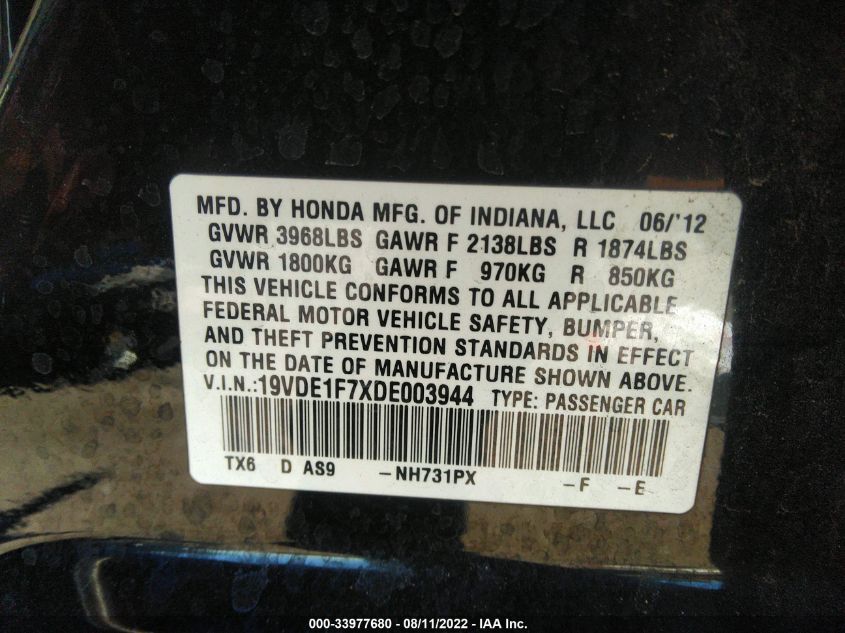 MFD. BY HONDA MFG. OF INDIANA, LLC 06/'12
GVWR 3968LBS GAWR F 2138LBS R 1874LBS
GVWR 1800KG GAWR F 970KG R 850KG
THIS VEHICLE CONFORMS TO ALL APPLICABLE
FEDERAL MOTOR VEHICLE SAFETY, BUMPER,
AND THEFT PREVENTION STANDARDS IN EFFECT
ON THE DATE OF MANUFACTURE SHOWN ABOVE.
V.I.N.:19VDE1F7XDE003944 TYPE: PASSENGER CAR
TX6 D AS9 -NH731PX -F -E
000-33977680 - 08/11/2022 - IAA Inc.